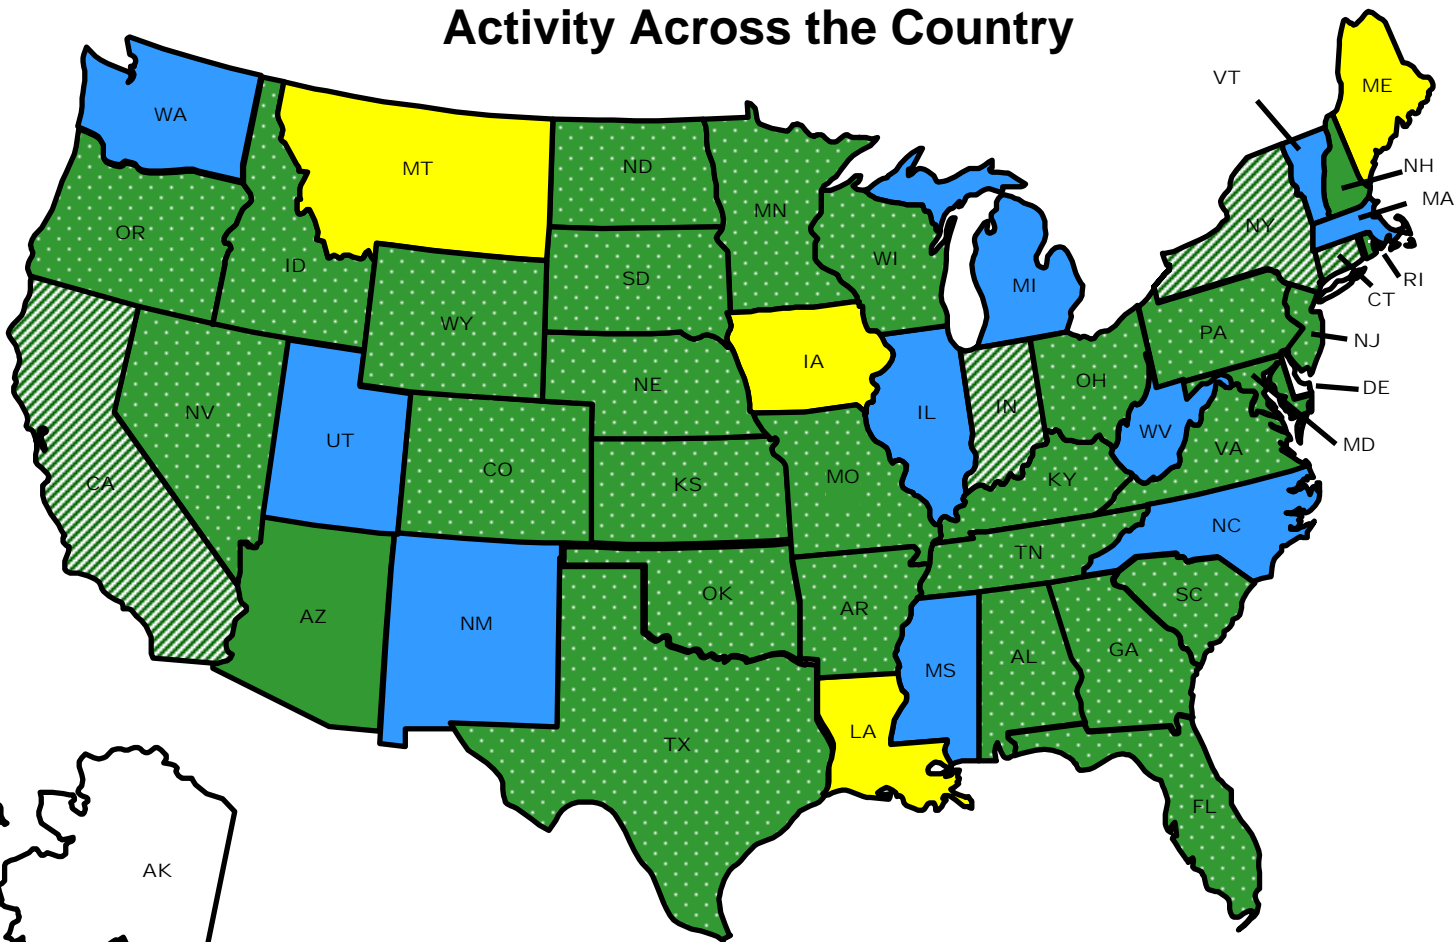 Activity Across the Country
ME
VT
WA
NH
MT
ND
MA
MN
NY
OR
WI
ID
SD
RI
MI
CT
WY
PA
NJ
IA
OH
NE
DE
IN
NV
IL
WV
UT
MD
VA
CO
MO
KY
CA
KS
NC
TN
OK
SC
AR
AZ
NM
GA
AL
MS
LA
TX
FL
AK